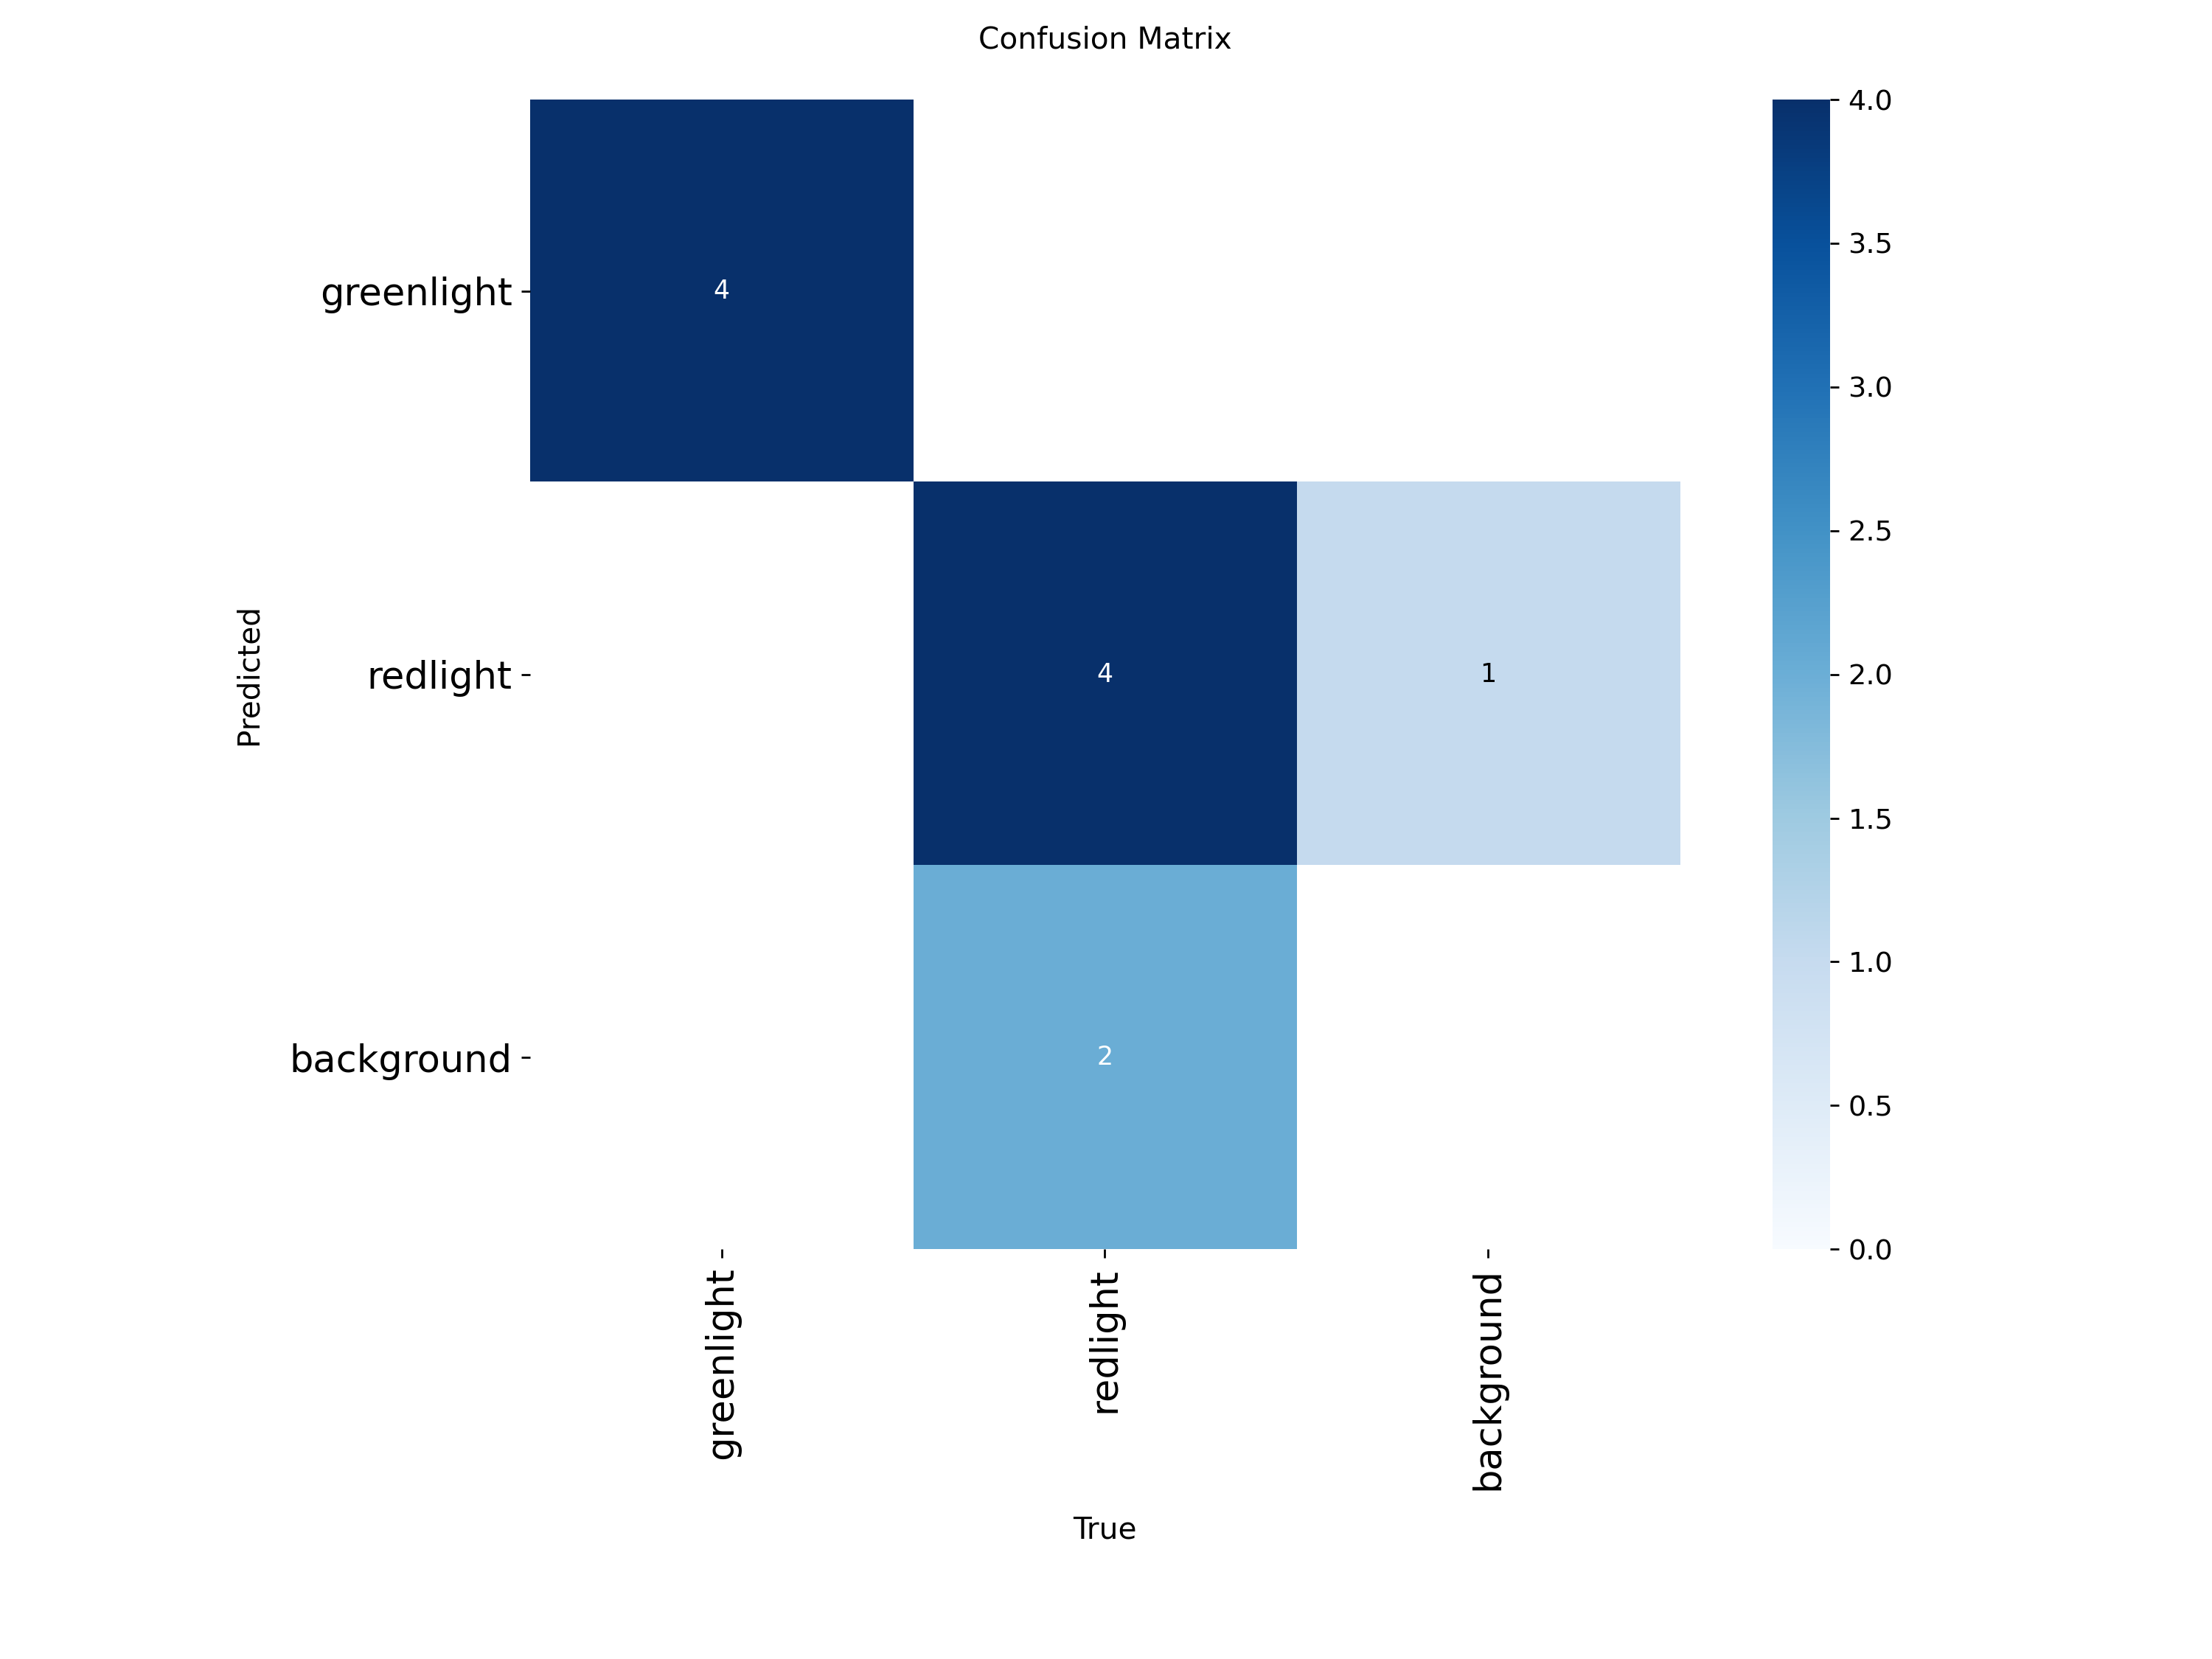 Confusion Matrix
greenlight
redlight
background
Predicted
4
4
1
2
greenlight
redlight
background
True
4.0
3.5
3.0
2.5
2.0
1.5
1.0
0.5
0.0